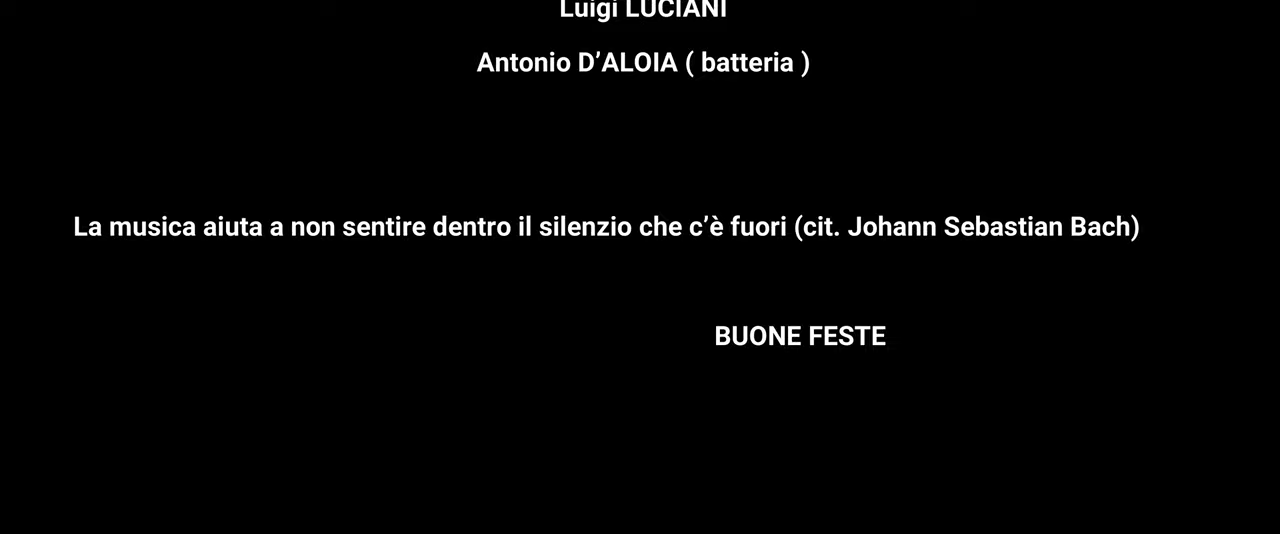 Luigi LUCIANI
Antonio D’ALOIA ( batteria )
La musica aiuta a non sentire dentro il silenzio che c’è fuori (cit. Johann Sebastian Bach)
BUONE FESTE